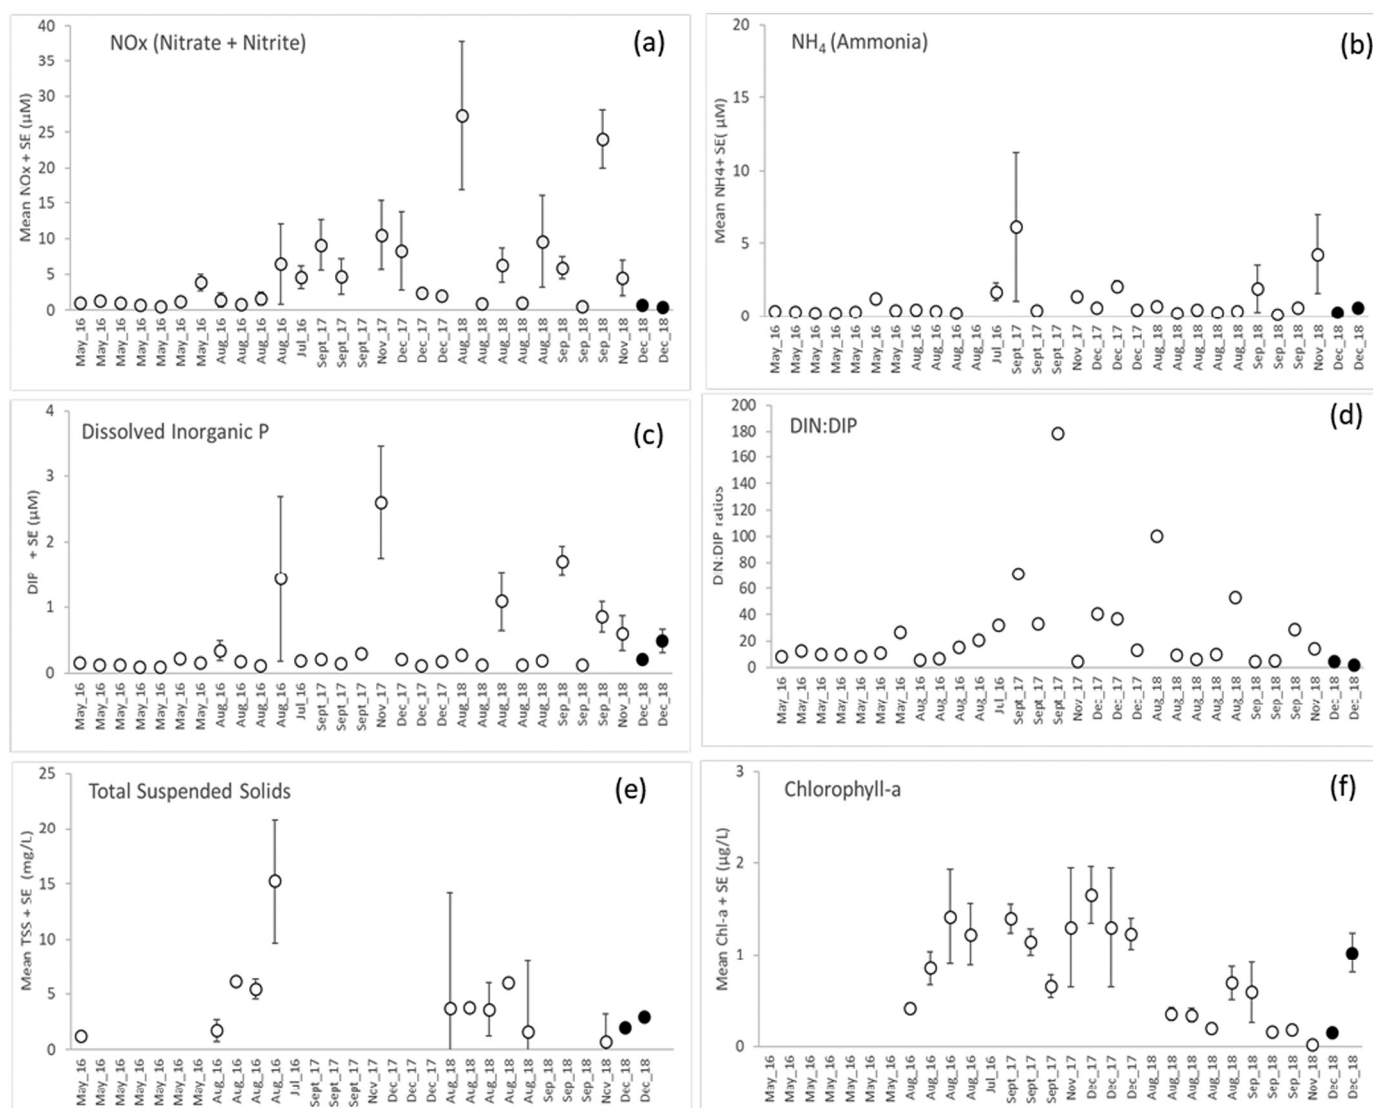 NOx (Nitrate + Nitrite)
(a)
Mean NOx + SE (μM)
40
35
30
25
20
15
10
5
0
May_16
May_16
May_16
May_16
May_16
May_16
May_16
Aug_16
Aug_16
Aug_16
Aug_16
Jul_16
Sept_17
Sept_17
Sept_17
Nov_17
Dec_17
Dec_17
Dec_17
Aug_18
Aug_18
Aug_18
Aug_18
Aug_18
Sep_18
Sep_18
Sep_18
Nov_18
Dec_18
Dec_18
NH4 (Ammonia)
(b)
Mean NH4+ SE( μM)
20
15
10
5
0
May_16
May_16
May_16
May_16
May_16
May_16
May_16
Aug_16
Aug_16
Aug_16
Aug_16
Jul_16
Sept_17
Sept_17
Sept_17
Nov_17
Dec_17
Dec_17
Dec_17
Aug_18
Aug_18
Aug_18
Aug_18
Aug_18
Sep_18
Sep_18
Sep_18
Nov_18
Dec_18
Dec_18
Dissolved Inorganic P
(c)
DIP + SE (μM)
4
3
2
1
0
May_16
May_16
May_16
May_16
May_16
May_16
May_16
Aug_16
Aug_16
Aug_16
Aug_16
Jul_16
Sept_17
Sept_17
Sept_17
Nov_17
Dec_17
Dec_17
Dec_17
Aug_18
Aug_18
Aug_18
Aug_18
Aug_18
Sep_18
Sep_18
Sep_18
Nov_18
Dec_18
Dec_18
DIN:DIP
(d)
DIN:DIP ratios
200
180
160
140
120
100
80
60
40
20
0
May_16
May_16
May_16
May_16
May_16
May_16
May_16
Aug_16
Aug_16
Aug_16
Aug_16
Jul_16
Sept_17
Sept_17
Sept_17
Nov_17
Dec_17
Dec_17
Dec_17
Aug_18
Aug_18
Aug_18
Aug_18
Aug_18
Sep_18
Sep_18
Sep_18
Nov_18
Dec_18
Dec_18
Total Suspended Solids
(e)
Mean TSS + SE (mg/L)
25
20
15
10
5
0
May_16
May_16
May_16
May_16
May_16
May_16
May_16
Aug_16
Aug_16
Aug_16
Aug_16
Jul_16
Sept_17
Sept_17
Sept_17
Nov_17
Dec_17
Dec_17
Dec_17
Aug_18
Aug_18
Aug_18
Aug_18
Aug_18
Sep_18
Sep_18
Sep_18
Nov_18
Dec_18
Dec_18
Chlorophyll-a
(f)
Mean Chl-a + SE (μg/L)
3
2
1
0
May_16
May_16
May_16
May_16
May_16
May_16
May_16
Aug_16
Aug_16
Aug_16
Aug_16
Jul_16
Sept_17
Sept_17
Sept_17
Nov_17
Dec_17
Dec_17
Dec_17
Aug_18
Aug_18
Aug_18
Aug_18
Aug_18
Sep_18
Sep_18
Sep_18
Nov_18
Dec_18
Dec_18